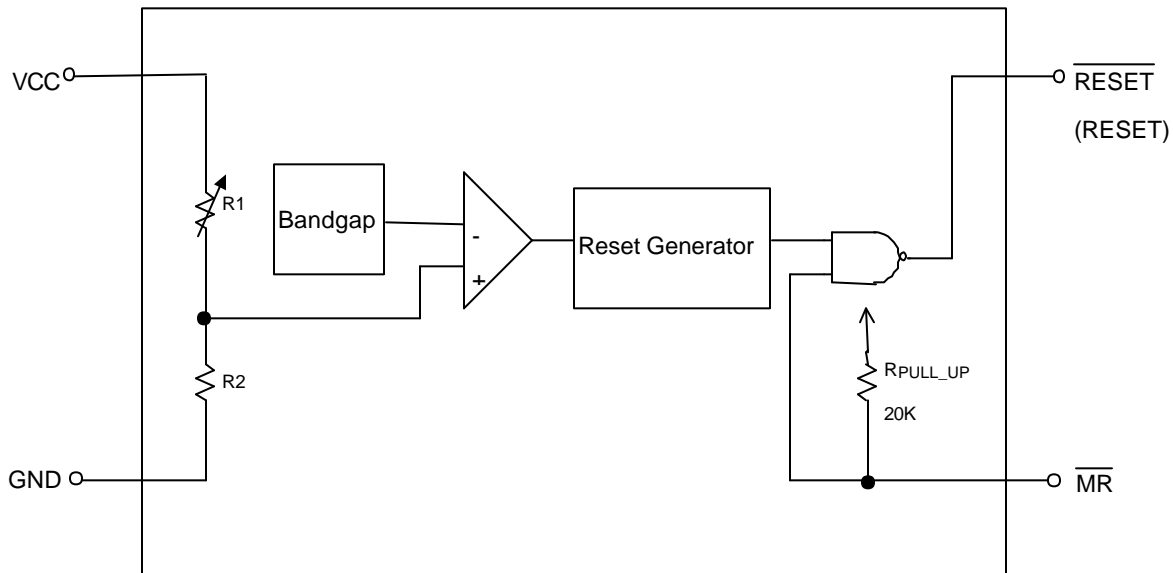 VCC
RESET
(RESET)
R1
Bandgap
-
+
Reset Generator
R2
RPULL_UP
20K
GND
MR